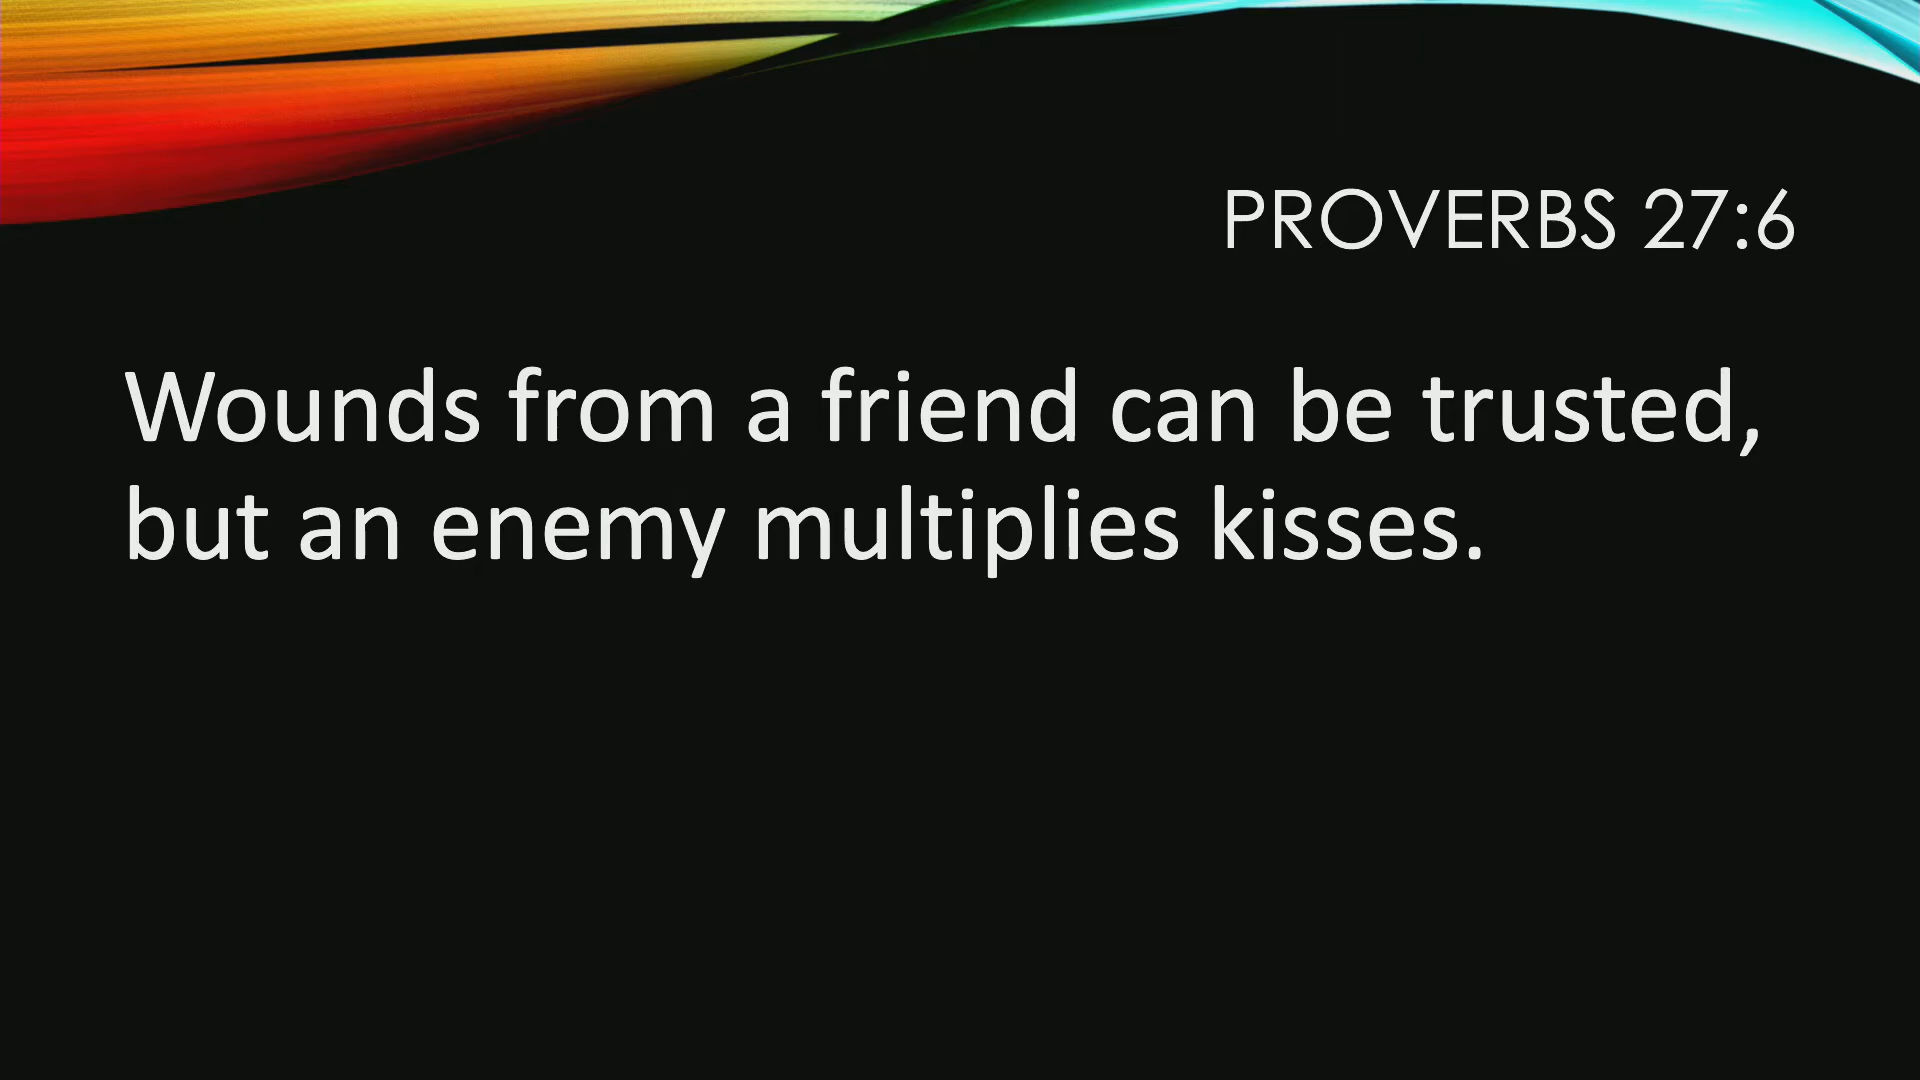 PROVERBS 27:6
Wounds from a friend can be trusted,
but an enemy multiplies kisses.